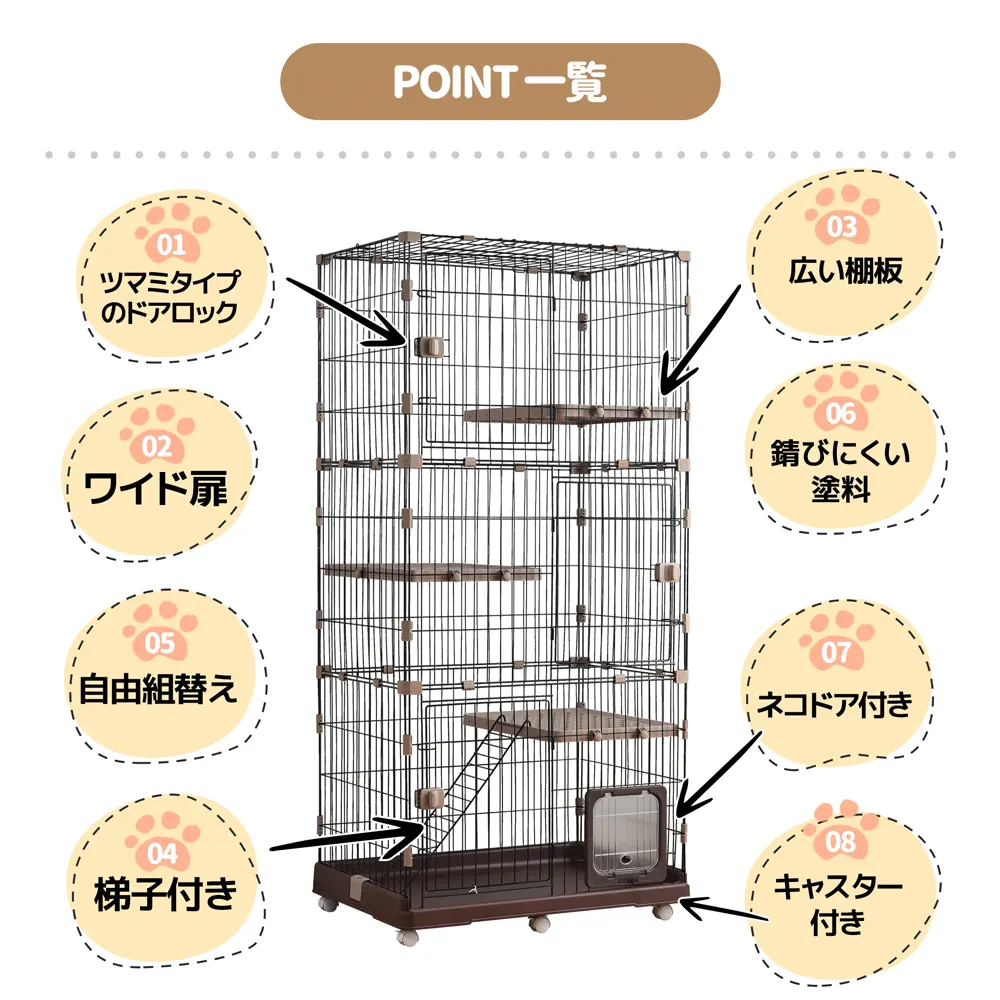 POINT 一覧
01
ツマミタイプ
のドアロック
03
広い棚板
02
ワイド扉
06
錆びにくい
塗料
05
自由組替え
07
ネコドア付き
04
梯子付き
08
キャスター
付き